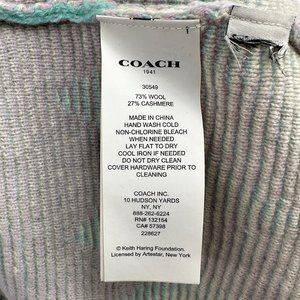 1
COACH
1941
30549
73% WOOL
27% CASHMERE
MADE IN CHINA
HAND WASH COLD
NON-CHLORINE BLEACH
WHEN NEEDED
LAY FLAT TO DRY
COOL IRON IF NEEDED
DO NOT DRY CLEAN
COVER HARDWARE PRIOR TO
CLEANING
COACH INC.
10 HUDSON YARDS
NY, NY
888-262-6224
RN# 132154
CA# 57398
228627
© Keith Haring Foundation.
Licensed by Artestar, New York